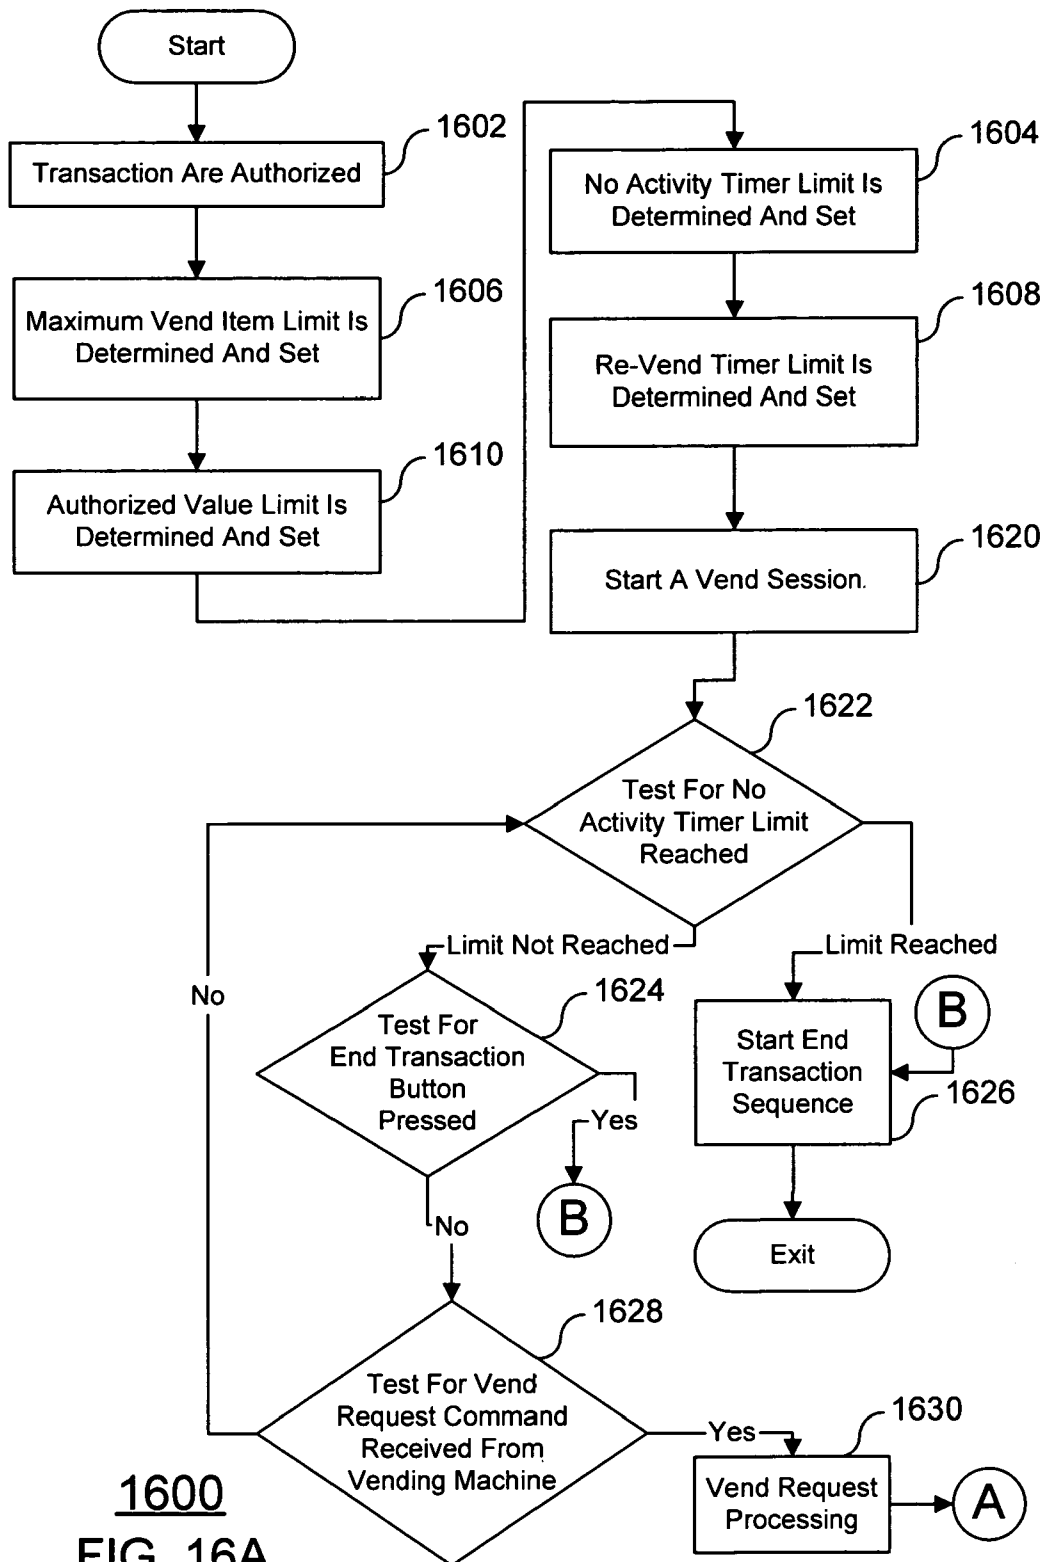 Start
1602
Transaction Are Authorized
1606
Maximum Vend Item Limit Is
Determined And Set
1610
Authorized Value Limit Is
Determined And Set
1604
No Activity Timer Limit Is
Determined And Set
1608
Re-Vend Timer Limit Is
Determined And Set
1620
Start A Vend Session.
1622
Test For No
Activity Timer Limit
Reached
Limit Not Reached
Limit Reached
No
1624
Test For
End Transaction
Button
Pressed
Yes
B
B
Start End
Transaction
Sequence
1626
Exit
No
1628
Test For Vend
Request Command
Received From
Vending Machine
Yes
1630
Vend Request
Processing
A
1600
FIG. 16A